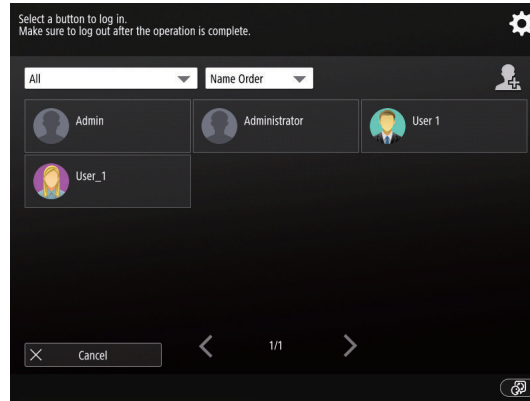 Select a button to log in.
Make sure to log out after the operation is complete.
All
Name Order
Admin
Administrator
User 1
User_1
Cancel
1/1